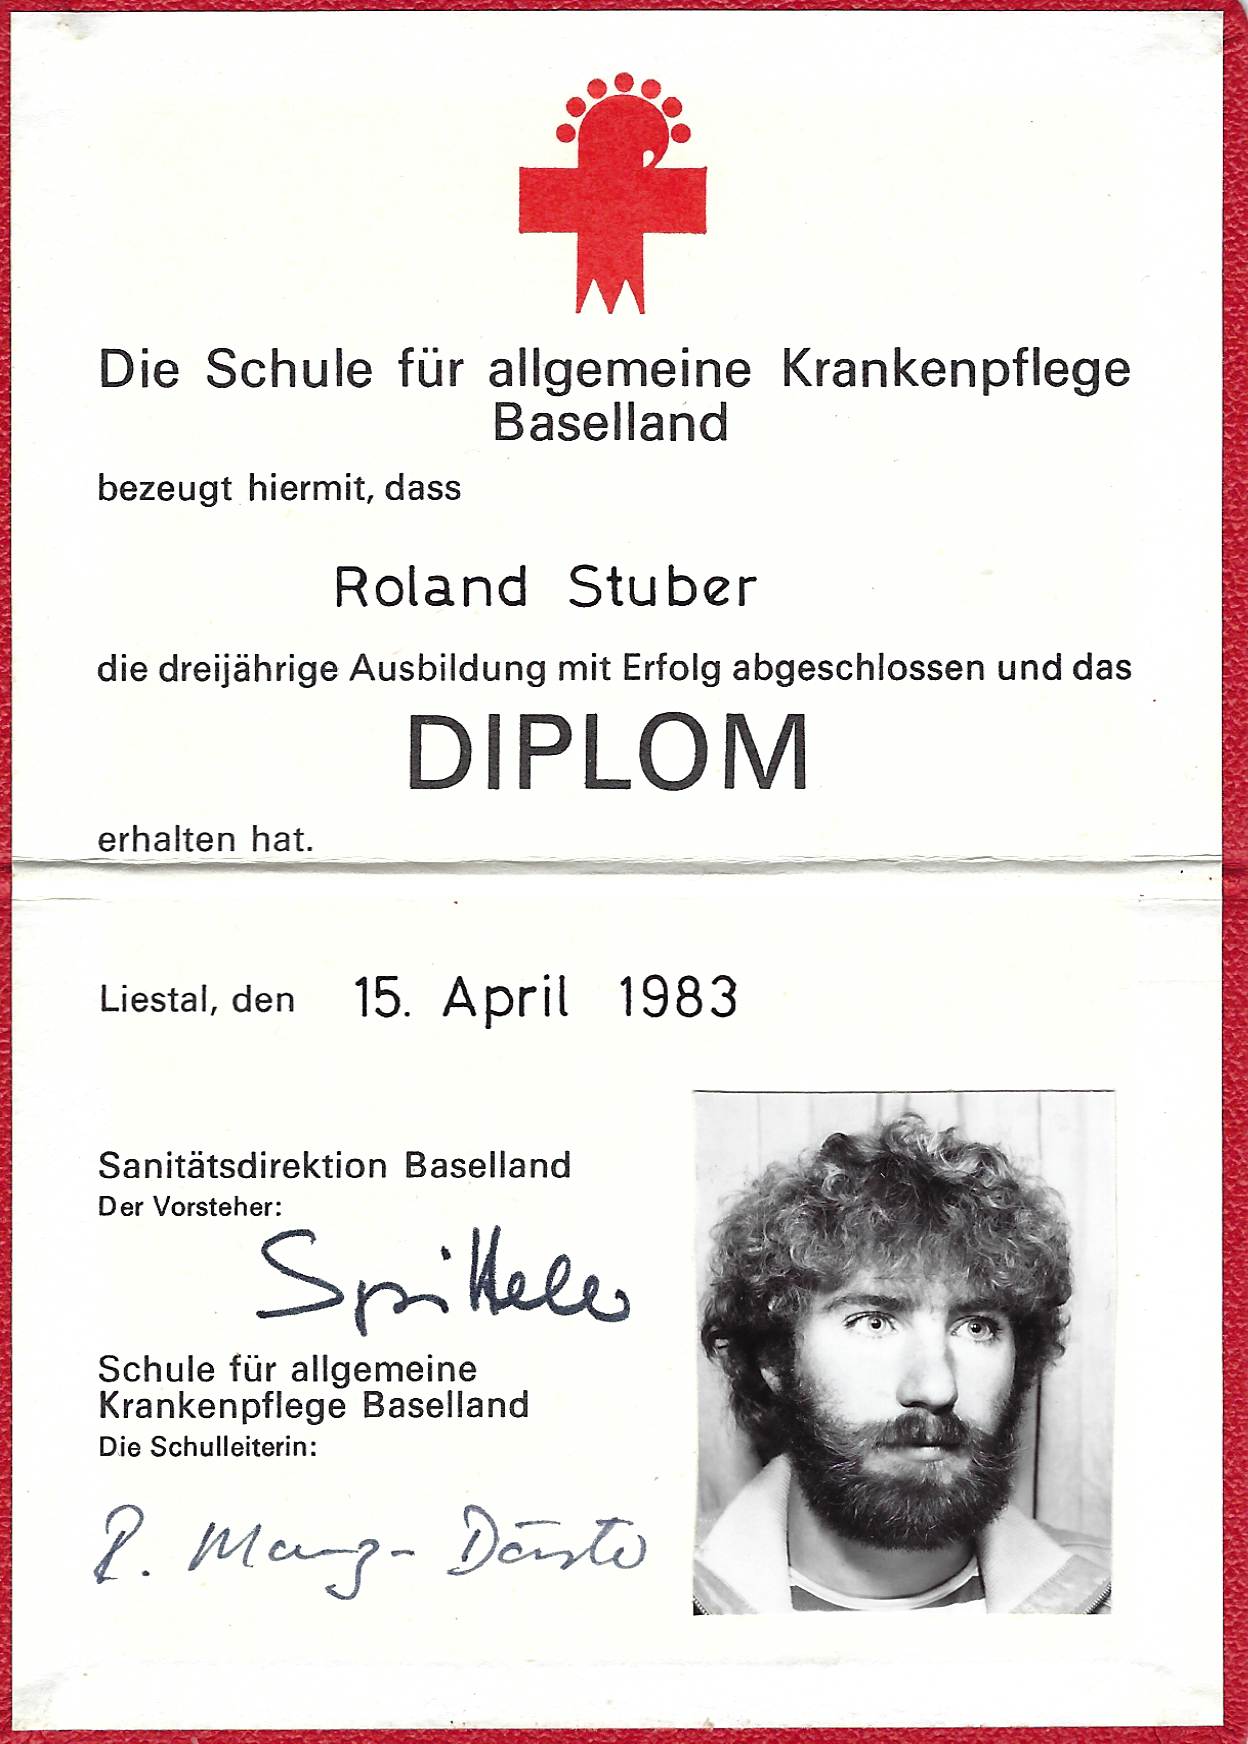 Die Schule für allgemeine Krankenpflege
Baselland
bezeugt hiermit, dass
Roland Stuber
die dreijährige Ausbildung mit Erfolg abgeschlossen und das
DIPLOM
erhalten hat.
Liestal, den 15. April 1983
Sanitätsdirektion Baselland
Der Vorsteher:
Spitteler
Schule für allgemeine
Krankenpflege Baselland
Die Schulleiterin:
R.